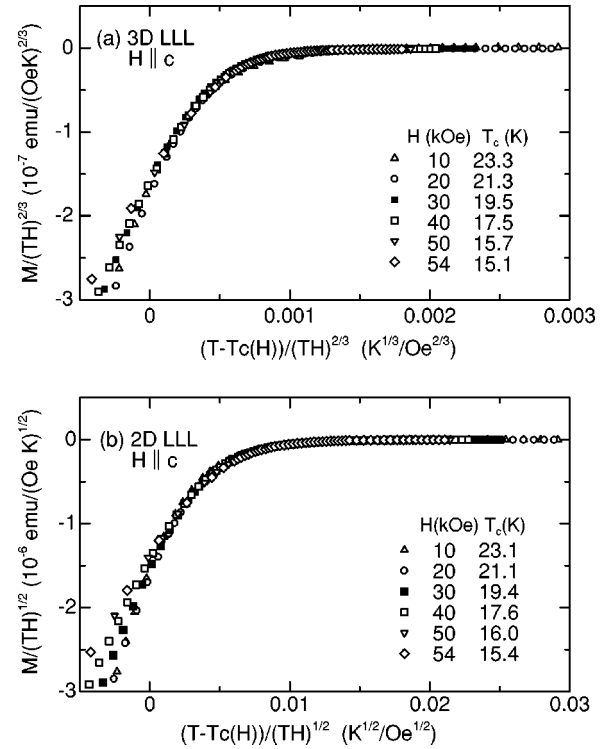 (a) 3D LLL
H ∥ c
H (kOe) T_c (K)
10 23.3
20 21.3
30 19.5
40 17.5
50 15.7
54 15.1
0
-1
-2
-3
M/(TH)^2/3 (10^-7 emu/(OeK)^2/3)
0 0.001 0.002 0.003
(T-Tc(H))/(TH)^2/3 (K^1/3/Oe^2/3)
(b) 2D LLL
H ∥ c
H(kOe) T_c(K)
10 23.1
20 21.1
30 19.4
40 17.6
50 16.0
54 15.4
0
-1
-2
-3
M/(TH)^1/2 (10^-6 emu/(Oe K)^1/2)
0 0.01 0.02 0.03
(T-Tc(H))/(TH)^1/2 (K^1/2/Oe^1/2)